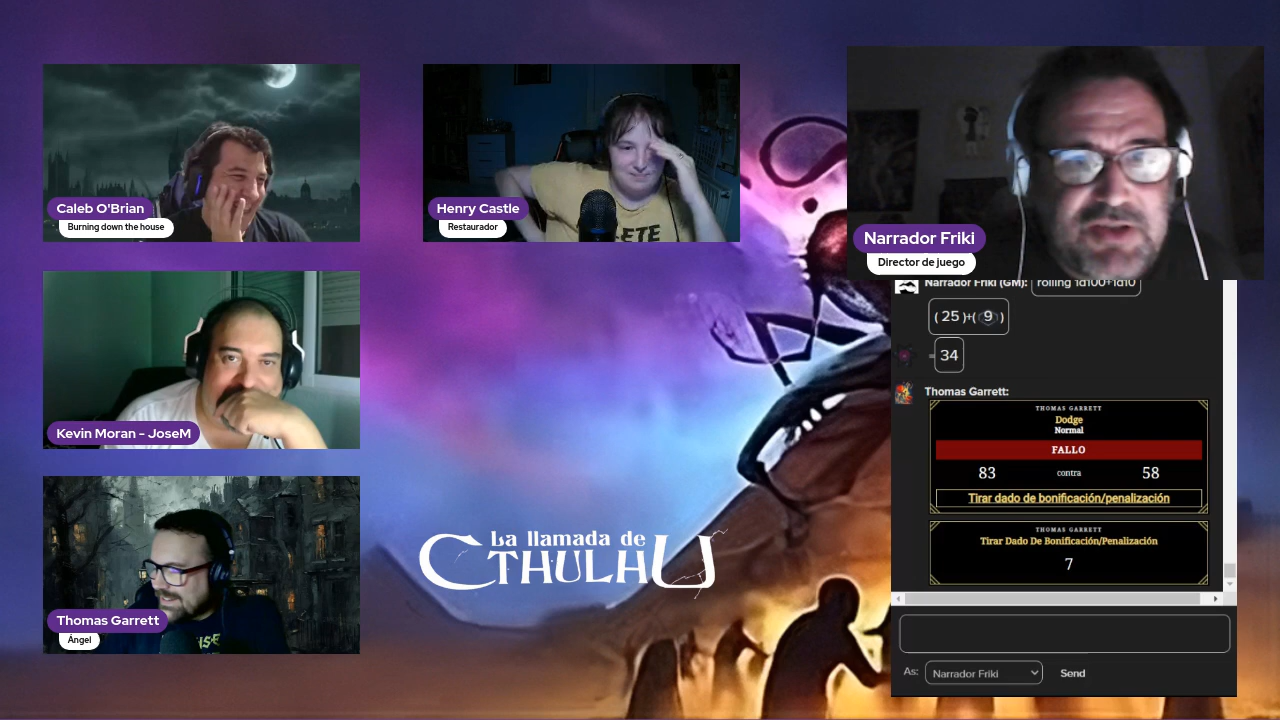 Caleb O'Brian
Burning down the house
Henry Castle
Restaurador
Narrador Friki
Director de juego
Kevin Moran - JoseM
Thomas Garrett
Ángel
La llamada de
CTHULHU
Narrador Friki (GM): rolling 1d100+1d10
( 25 )+( 9 )
= 34
Thomas Garrett:
THOMAS GARRETT
Dodge
Normal
FALLO
83 contra 58
Tirar dado de bonificación/penalización
THOMAS GARRETT
Tirar Dado De Bonificación/Penalización
7
As: Narrador Friki Send